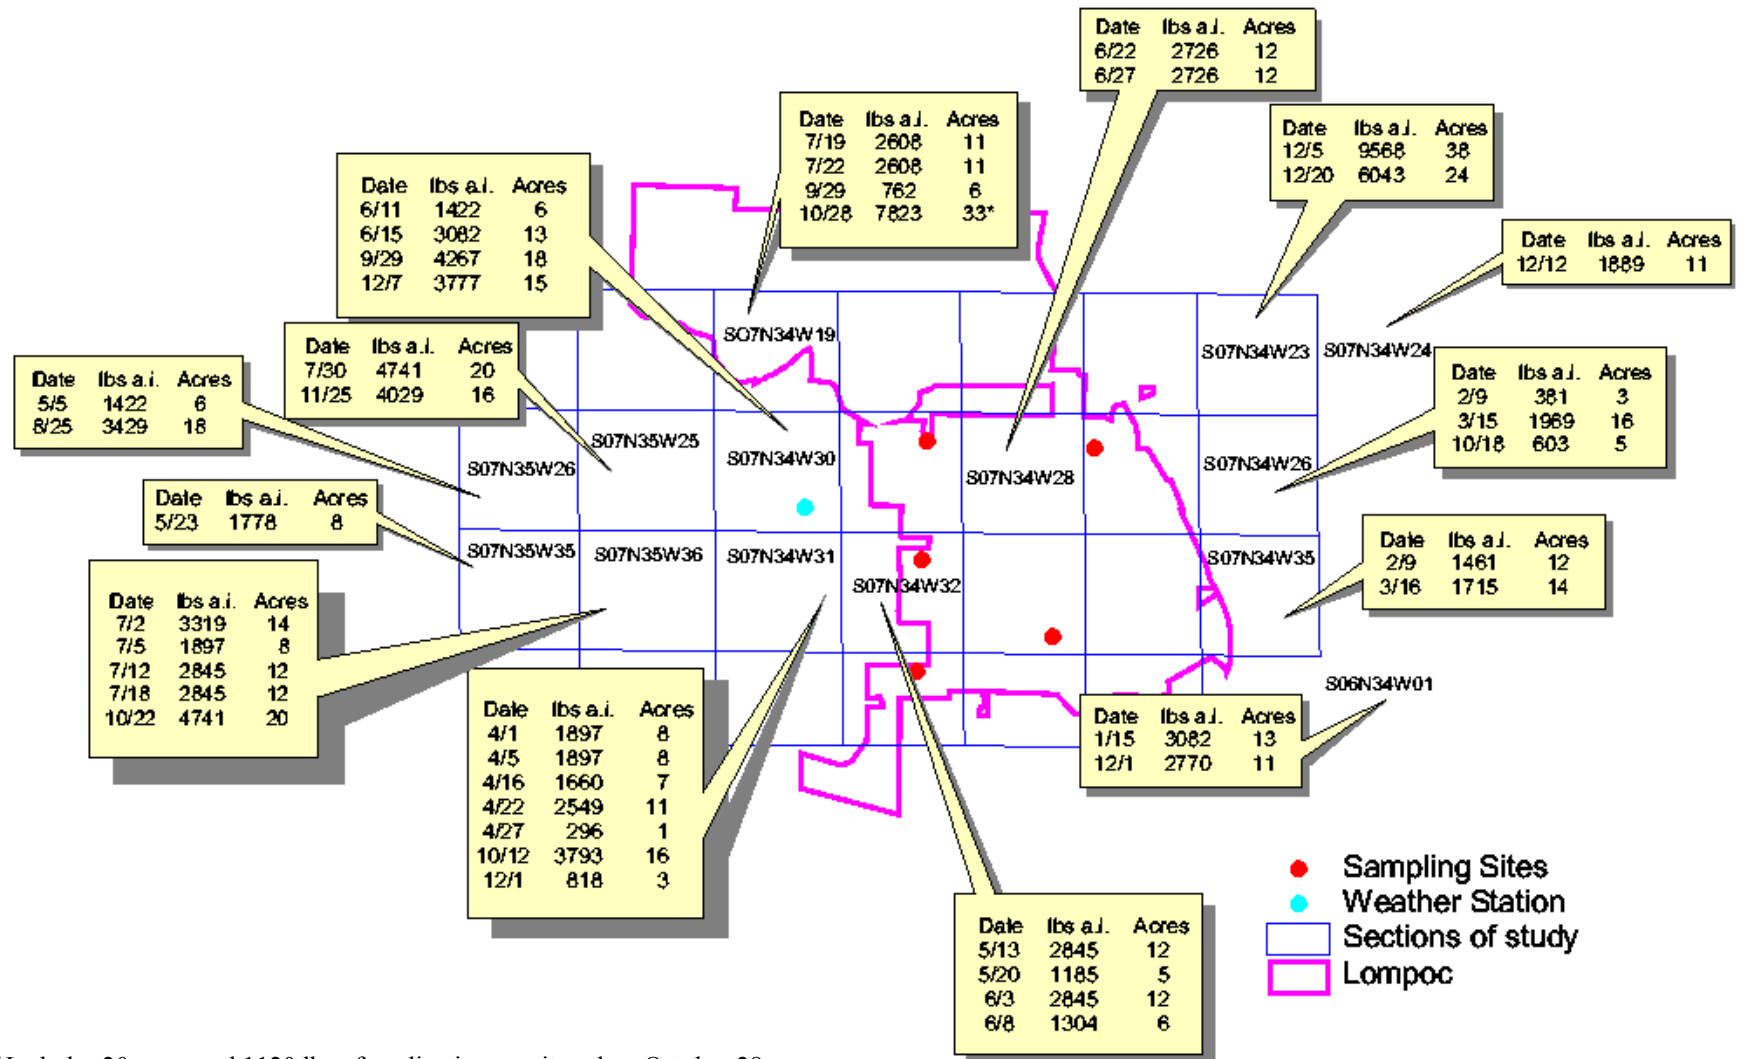 Date lbs a.i. Acres
6/22 2726 12
6/27 2726 12
Date lbs a.i. Acres
7/19 2608 11
7/22 2608 11
9/29 762 6
10/28 7823 33*
Date lbs a.i. Acres
12/5 9568 38
12/20 6043 24
Date lbs a.i. Acres
6/11 1422 6
6/15 3082 13
9/29 4267 18
12/7 3777 15
Date lbs a.i. Acres
12/12 1889 11
Date lbs a.i. Acres
7/30 4741 20
11/25 4029 16
Date lbs a.i. Acres
5/5 1422 6
8/25 3429 18
Date lbs a.i. Acres
2/9 381 3
3/15 1969 16
10/18 603 5
SO7N34W19
S07N34W23
S07N34W24
S07N35W25
S07N35W26
S07N34W30
S07N34W28
S07N34W26
Date lbs a.i. Acres
5/23 1778 8
Date lbs a.i. Acres
2/9 1461 12
3/16 1715 14
S07N35W35
S07N35W36
S07N34W31
S07N34W32
S07N34W35
Date lbs a.i. Acres
7/2 3319 14
7/5 1897 8
7/12 2845 12
7/18 2845 12
10/22 4741 20
S06N34W01
Date lbs a.i. Acres
4/1 1897 8
4/5 1897 8
4/16 1660 7
4/22 2549 11
4/27 296 1
10/12 3793 16
12/1 818 3
Date lbs a.i. Acres
1/15 3082 13
12/1 2770 11
Date lbs a.i. Acres
5/13 2845 12
5/20 1185 5
6/3 2845 12
6/8 1304 6
Sampling Sites
Weather Station
Sections of study
Lompoc